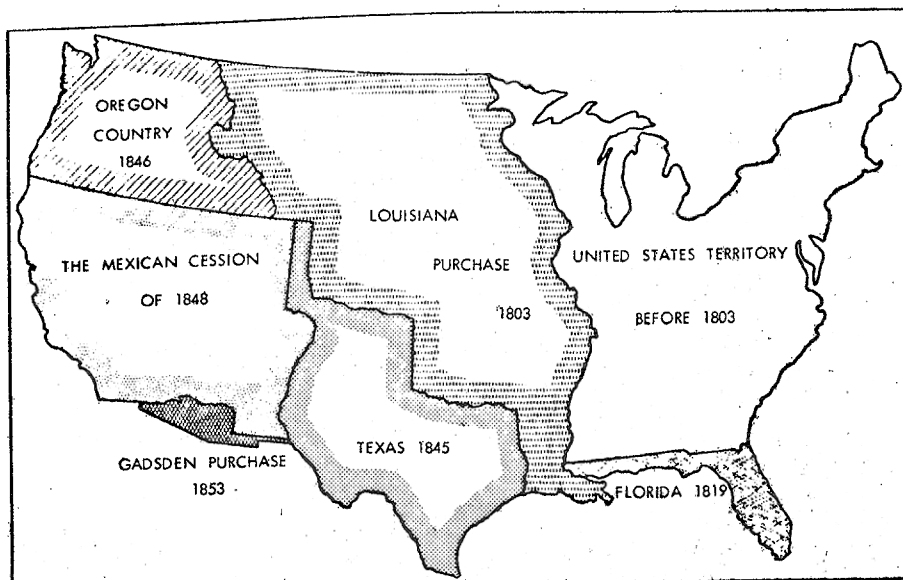 OREGON
COUNTRY
1846
LOUISIANA
PURCHASE
1803
UNITED STATES TERRITORY
BEFORE 1803
THE MEXICAN CESSION
OF 1848
TEXAS 1845
GADSDEN PURCHASE
1853
FLORIDA 1819